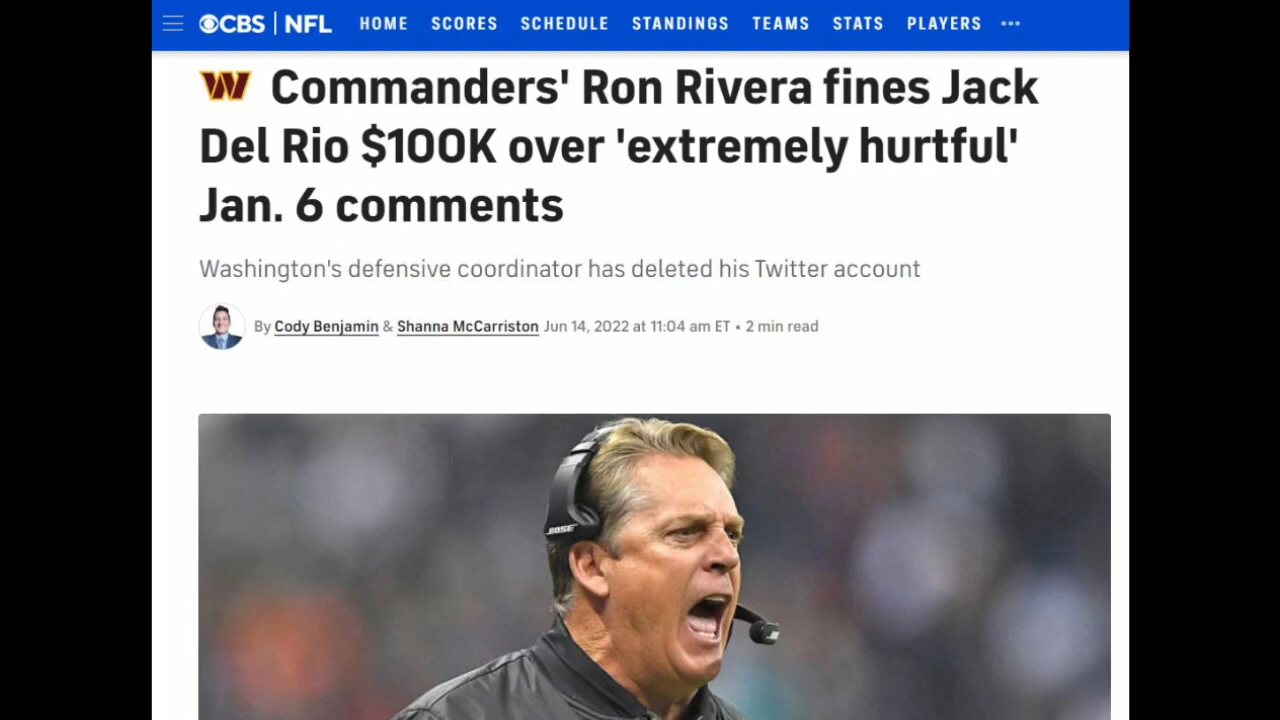 CBS NFL HOME SCORES SCHEDULE STANDINGS TEAMS STATS PLAYERS •••
W Commanders' Ron Rivera fines Jack
Del Rio $100K over 'extremely hurtful'
Jan. 6 comments
Washington's defensive coordinator has deleted his Twitter account
By Cody Benjamin & Shanna McCarriston Jun 14, 2022 at 11:04 am ET • 2 min read
BOSE